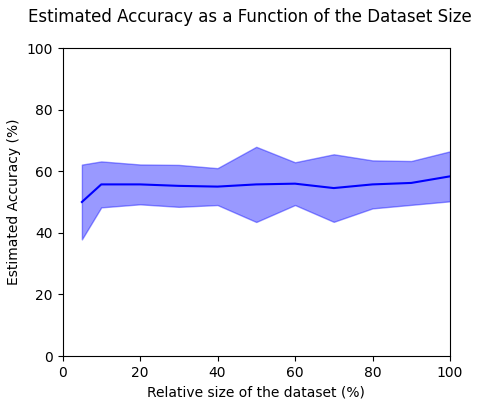 Estimated Accuracy as a Function of the Dataset Size
100
80
60
40
20
0
Estimated Accuracy (%)
0 20 40 60 80 100
Relative size of the dataset (%)